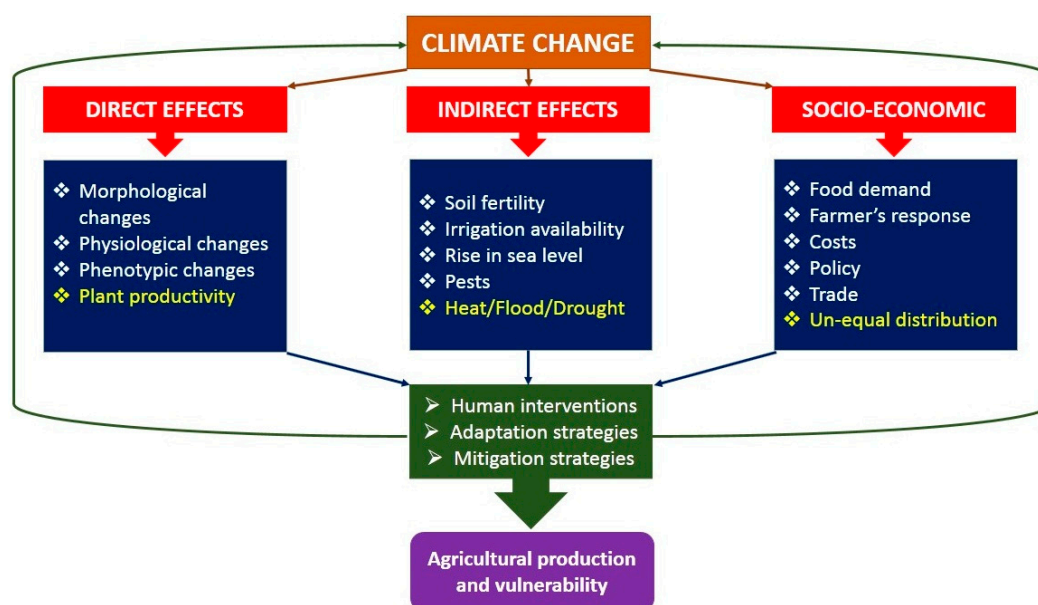 CLIMATE CHANGE
DIRECT EFFECTS
❖ Morphological
changes
❖ Physiological changes
❖ Phenotypic changes
❖ Plant productivity
INDIRECT EFFECTS
❖ Soil fertility
❖ Irrigation availability
❖ Rise in sea level
❖ Pests
❖ Heat/Flood/Drought
SOCIO-ECONOMIC
❖ Food demand
❖ Farmer’s response
❖ Costs
❖ Policy
❖ Trade
❖ Un-equal distribution
➢ Human interventions
➢ Adaptation strategies
➢ Mitigation strategies
Agricultural production
and vulnerability